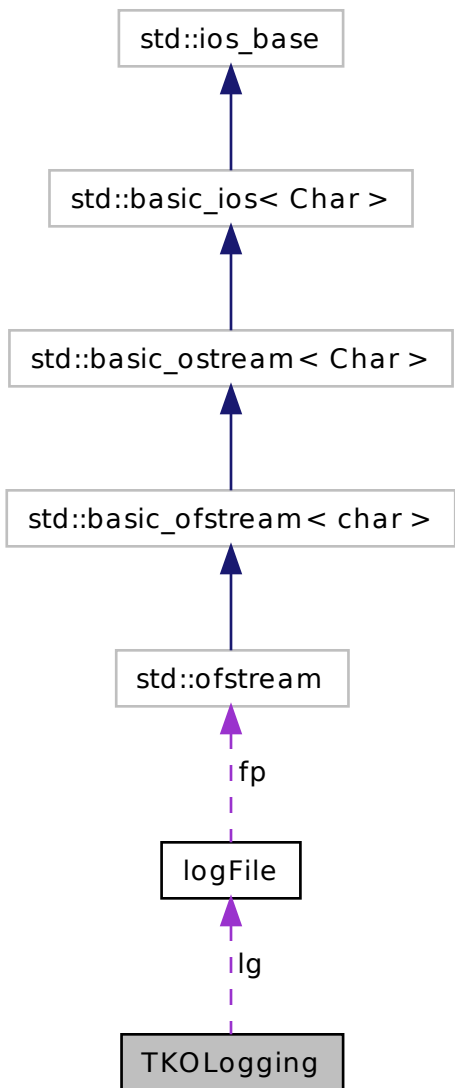 std::ios_base
std::basic_ios< Char >
std::basic_ostream< Char >
std::basic_ofstream< char >
std::ofstream
fp
logFile
lg
TKOLogging